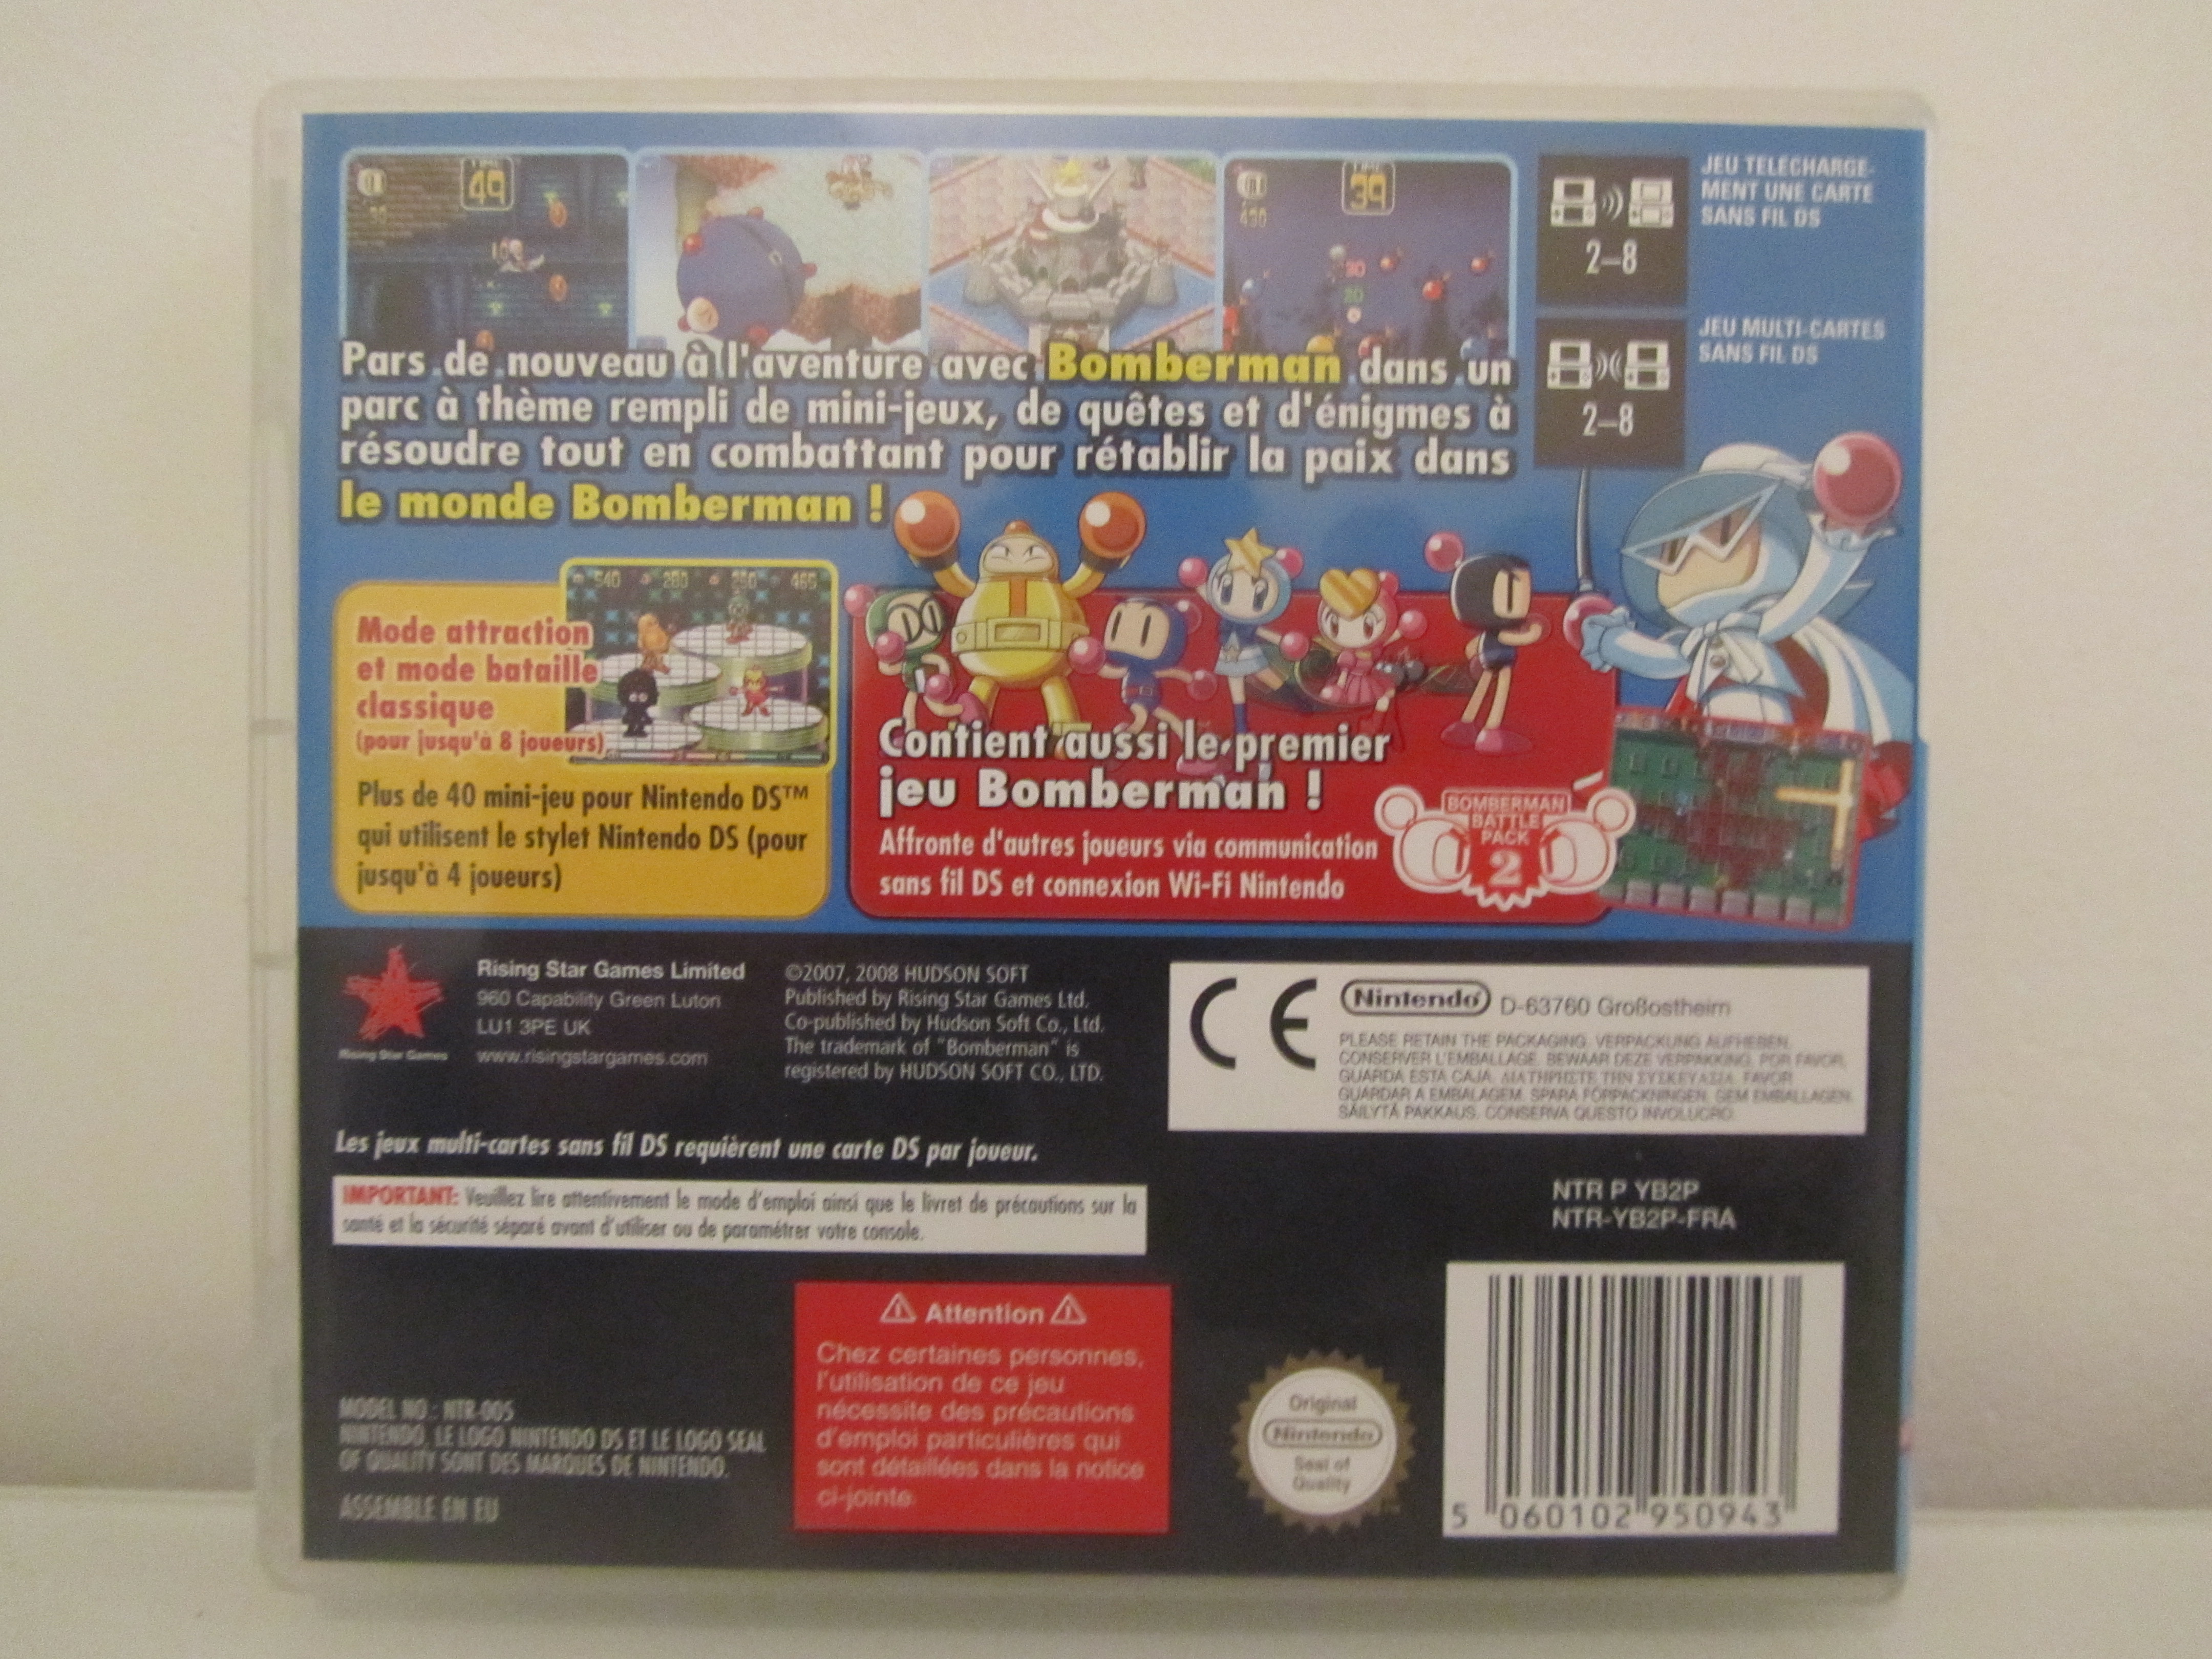 49
39
490
JEU TELECHARGE-
MENT UNE CARTE
SANS FIL DS
2–8
JEU MULTI-CARTES
SANS FIL DS
2–8
Pars de nouveau à l'aventure avec Bomberman dans un
parc à thème rempli de mini-jeux, de quêtes et d'énigmes à
résoudre tout en combattant pour rétablir la paix dans
le monde Bomberman !
540 280 250 465
Mode attraction
et mode bataille
classique
(pour jusqu'à 8 joueurs)
Plus de 40 mini-jeu pour Nintendo DS™
qui utilisent le stylet Nintendo DS (pour
jusqu'à 4 joueurs)
Contient aussi le premier
jeu Bomberman !
Affronte d'autres joueurs via communication
sans fil DS et connexion Wi-Fi Nintendo
BOMBERMAN
BATTLE
PACK
2
Rising Star Games
Rising Star Games Limited
960 Capability Green Luton
LU1 3PE UK
www.risingstargames.com
©2007, 2008 HUDSON SOFT
Published by Rising Star Games Ltd.
Co-published by Hudson Soft Co., Ltd.
The trademark of "Bomberman" is
registered by HUDSON SOFT CO., LTD.
CE
Nintendo D-63760 Großostheim
PLEASE RETAIN THE PACKAGING. VERPACKUNG AUFHEBEN.
CONSERVER L'EMBALLAGE. BEWAAR DEZE VERPAKKING. POR FAVOR,
GUARDA ESTA CAJA. ΔΙΑΤΗΡΗΣΤΕ ΤΗΝ ΣΥΣΚΕΥΑΣΙΑ. FAVOR
GUARDAR A EMBALAGEM. SPARA FÖRPACKNINGEN. GEM EMBALLAGEN.
SÄILYTÄ PAKKAUS. CONSERVA QUESTO INVOLUCRO.
Les jeux multi-cartes sans fil DS requièrent une carte DS par joueur.
IMPORTANT: Veuillez lire attentivement le mode d'emploi ainsi que le livret de précautions sur la
santé et la sécurité séparé avant d'utiliser ou de paramétrer votre console.
NTR P YB2P
NTR-YB2P-FRA
⚠ Attention ⚠
Chez certaines personnes,
l'utilisation de ce jeu
nécessite des précautions
d'emploi particulières qui
sont détaillées dans la notice
ci-jointe.
MODEL NO.: NTR-005
NINTENDO, LE LOGO NINTENDO DS ET LE LOGO SEAL
OF QUALITY SONT DES MARQUES DE NINTENDO.
ASSEMBLE EN EU
Original
Nintendo
Seal of
Quality
5 060102 950943